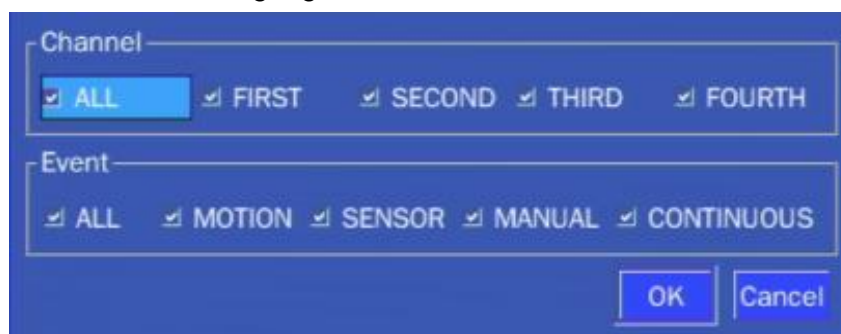 Channel
ALL FIRST SECOND THIRD FOURTH
Event
ALL MOTION SENSOR MANUAL CONTINUOUS
OK Cancel